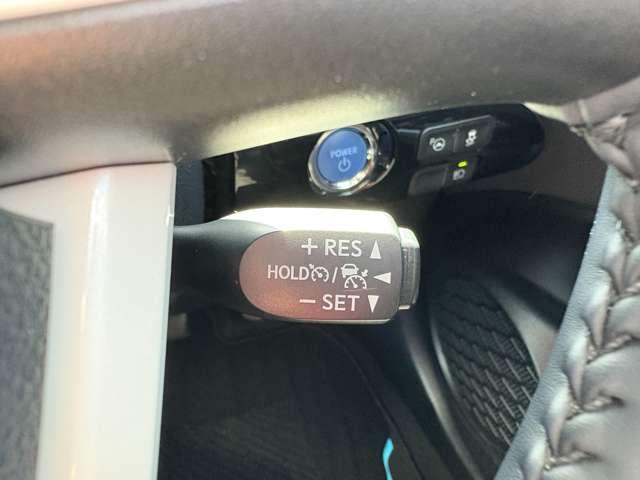 POWER
+ RES ▲
HOLD / ◄
− SET ▼